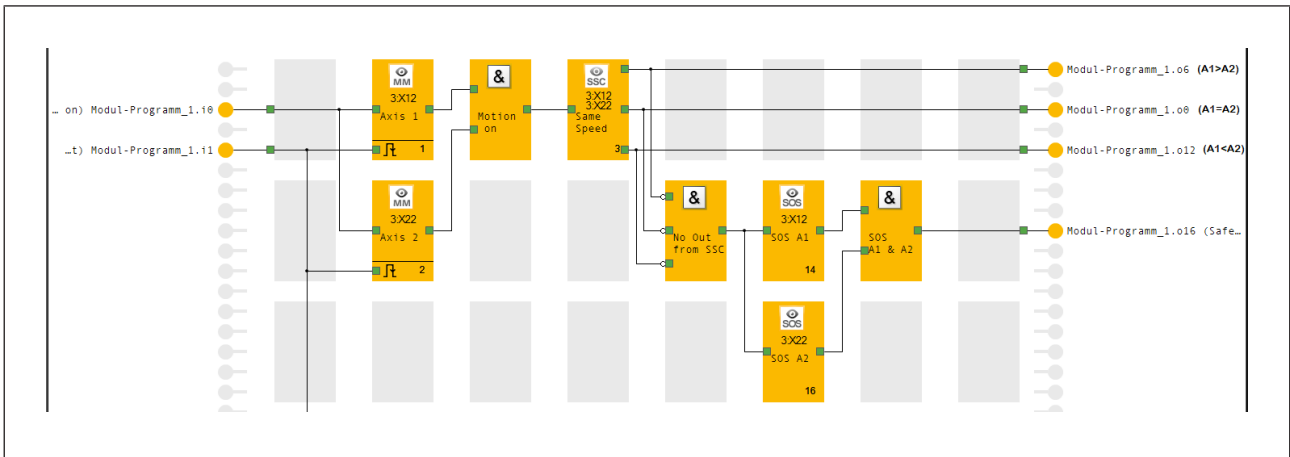 … on) Modul-Programm_1.i0
…t) Modul-Programm_1.i1
MM
3:X12
Axis 1
1
MM
3:X22
Axis 2
2
&
Motion
on
SSC
3:X12
3:X22
Same
Speed
3
&
No Out
from SSC
SOS
3:X12
SOS A1
14
SOS
3:X22
SOS A2
16
&
SOS
A1 & A2
Modul-Programm_1.o6 (A1>A2)
Modul-Programm_1.o0 (A1=A2)
Modul-Programm_1.o12 (A1<A2)
Modul-Programm_1.o16 (Safe…